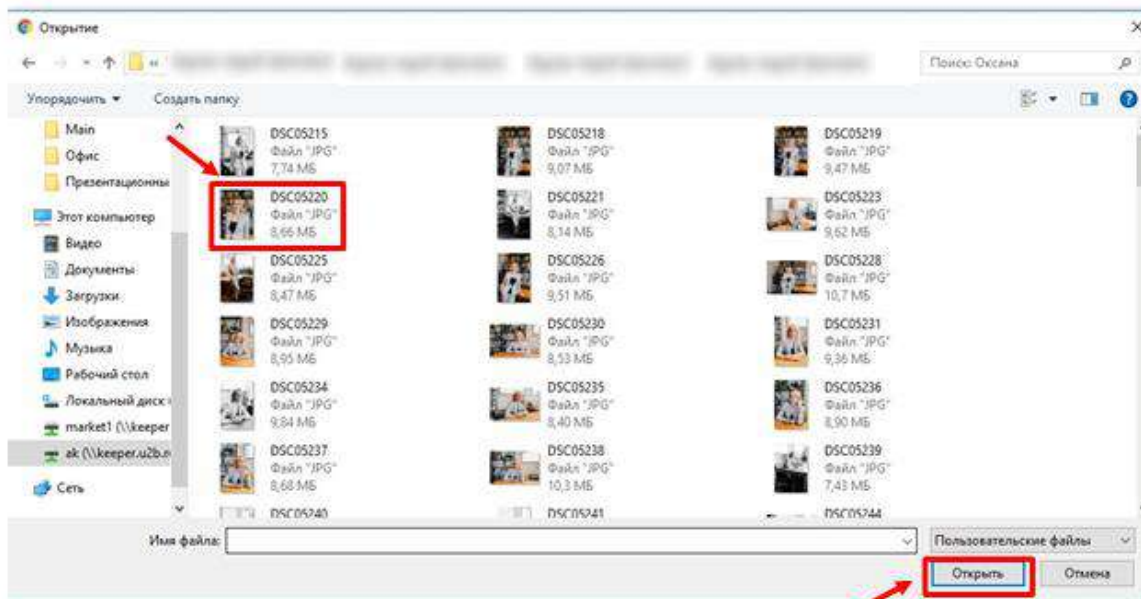 Открытие
Поиск: Оксана
Упорядочить
Создать папку
Main
Офис
Презентационны
Этот компьютер
Видео
Документы
Загрузки
Изображения
Музыка
Рабочий стол
Локальный диск
market1 (\\keeper
ak (\\keeper.u2b.r
Сеть
DSC05215
Файл "JPG"
7,74 МБ
DSC05218
Файл "JPG"
9,07 МБ
DSC05219
Файл "JPG"
9,47 МБ
DSC05220
Файл "JPG"
8,66 МБ
DSC05221
Файл "JPG"
8,14 МБ
DSC05223
Файл "JPG"
9,62 МБ
DSC05225
Файл "JPG"
8,47 МБ
DSC05226
Файл "JPG"
9,51 МБ
DSC05228
Файл "JPG"
10,7 МБ
DSC05229
Файл "JPG"
8,95 МБ
DSC05230
Файл "JPG"
8,53 МБ
DSC05231
Файл "JPG"
9,36 МБ
DSC05234
Файл "JPG"
9,84 МБ
DSC05235
Файл "JPG"
8,40 МБ
DSC05236
Файл "JPG"
8,90 МБ
DSC05237
Файл "JPG"
8,68 МБ
DSC05238
Файл "JPG"
10,3 МБ
DSC05239
Файл "JPG"
7,43 МБ
DSC05240
DSC05241
DSC05244
Имя файла:
Пользовательские файлы
Открыть
Отмена